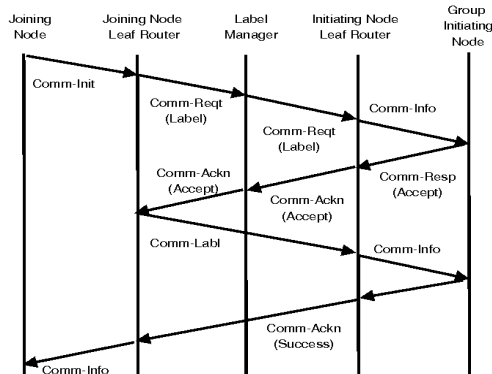 Joining
Node
Joining Node
Leaf Router
Label
Manager
Initiating Node
Leaf Router
Group
Initiating
Node
Comm-Init
Comm-Reqt
(Label)
Comm-Reqt
(Label)
Comm-Info
Comm-Resp
(Accept)
Comm-Ackn
(Accept)
Comm-Ackn
(Accept)
Comm-Labl
Comm-Info
Comm-Ackn
(Success)
Comm-Info